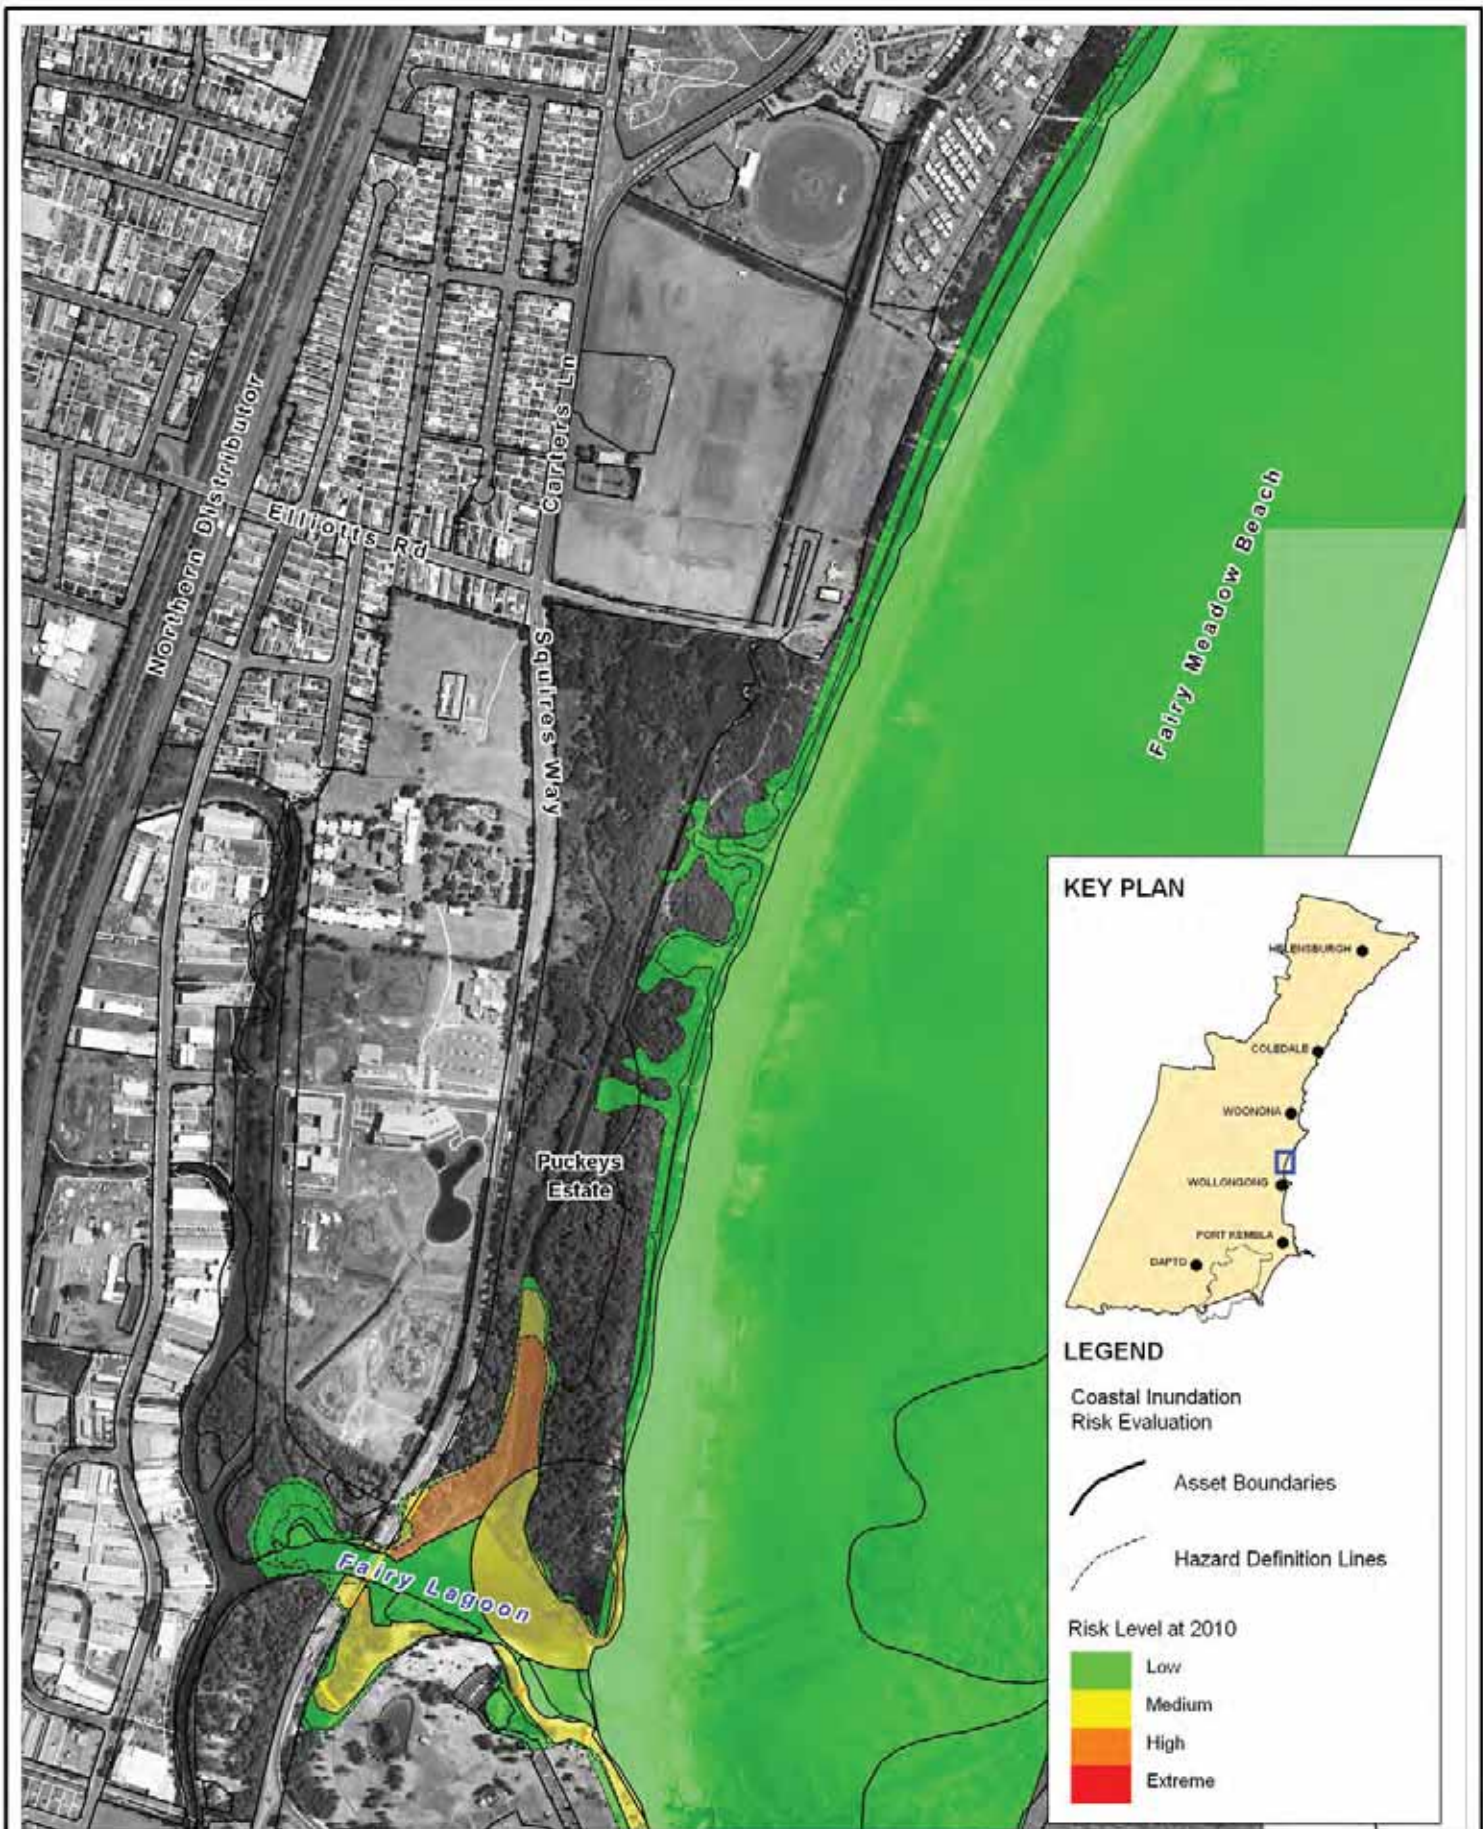 Northern Distributor
Elliotts Rd
Carters Ln
Squires Way
Fairy Meadow Beach
Puckeys
Estate
Fairy Lagoon
KEY PLAN
HELENSBURGH
COLEDALE
WOONONA
WOLLONGONG
PORT KEMBLA
DAPTO
LEGEND
Coastal Inundation
Risk Evaluation
Asset Boundaries
Hazard Definition Lines
Risk Level at 2010
Low
Medium
High
Extreme